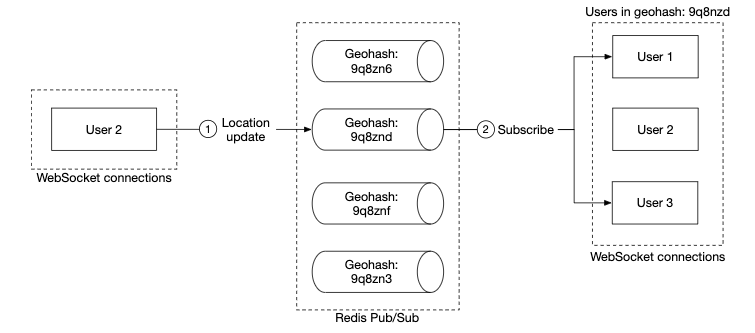 Users in geohash: 9q8nzd
Geohash:
9q8zn6
User 1
User 2
1
Location
update
Geohash:
9q8znd
2
Subscribe
User 2
WebSocket connections
Geohash:
9q8znf
User 3
Geohash:
9q8zn3
WebSocket connections
Redis Pub/Sub